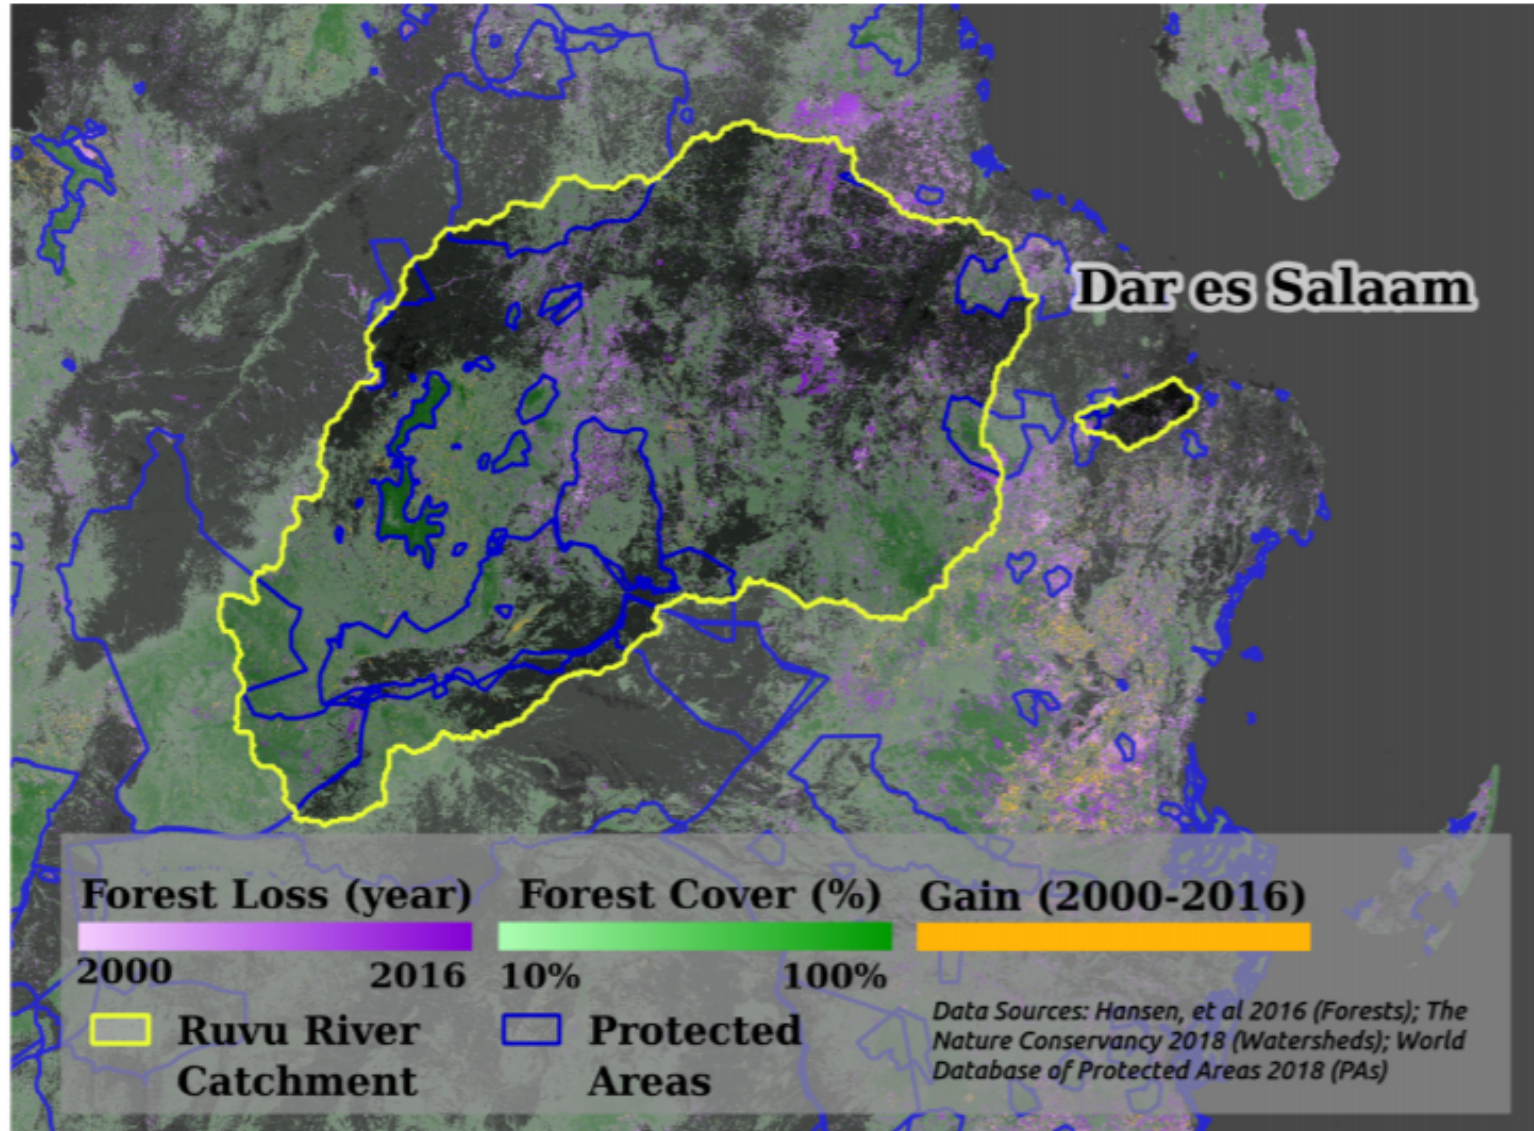 Dar es Salaam
Forest Loss (year)
Forest Cover (%)
Gain (2000-2016)
2000
2016
10%
100%
Ruvu River
Catchment
Protected
Areas
Data Sources: Hansen, et al 2016 (Forests); The
Nature Conservancy 2018 (Watersheds); World
Database of Protected Areas 2018 (PAs)